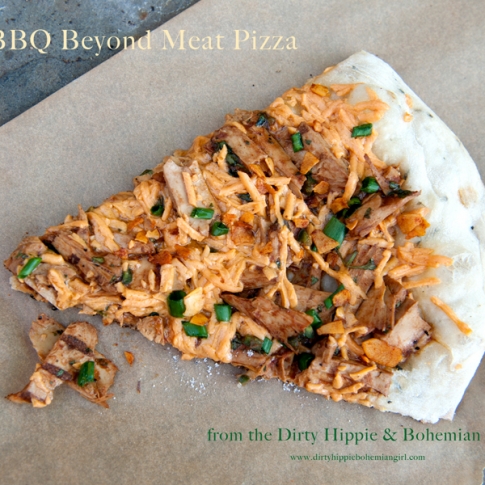 BBQ Beyond Meat Pizza
from the Dirty Hippie & Bohemian
www.dirtyhippiebohemiangirl.com